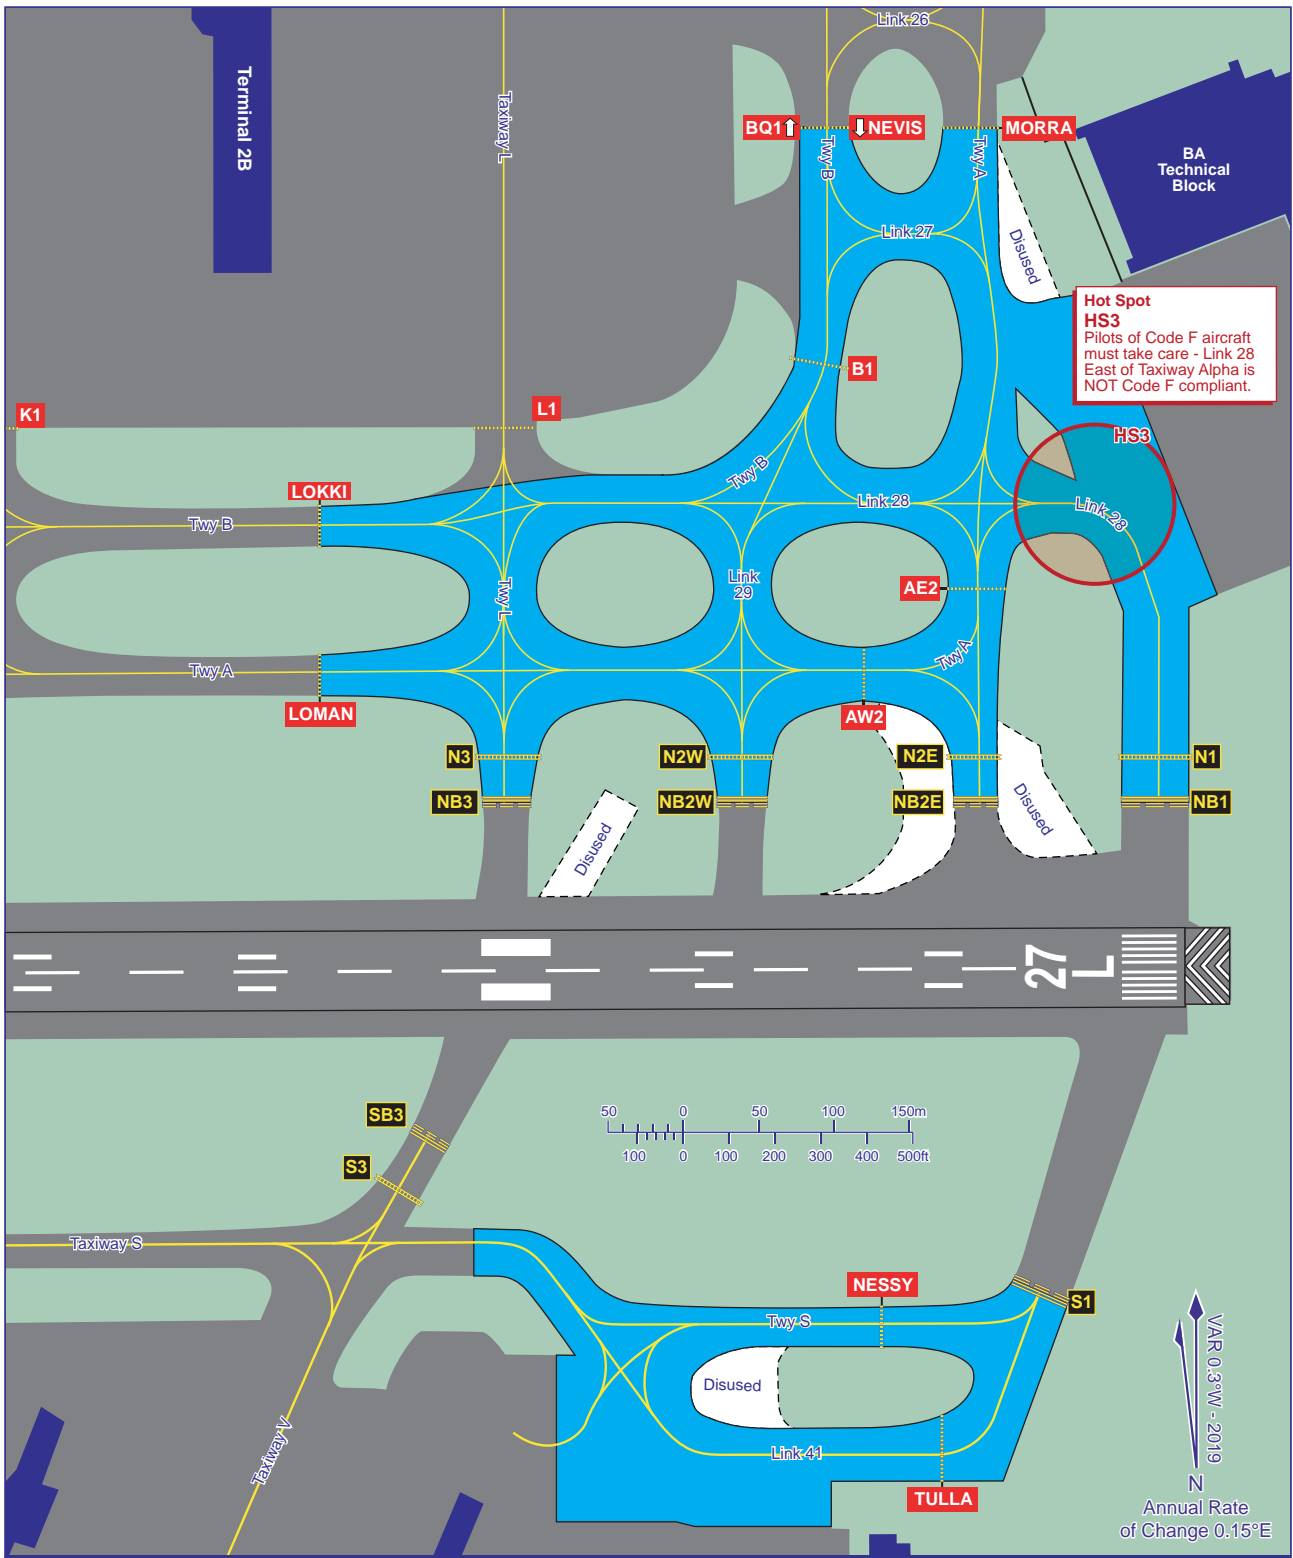 Link 26
Taxiway L
Terminal 2B
BQ1
NEVIS
MORRA
Twy B
Twy A
BA
Technical
Block
Link 27
Disused
Hot Spot
HS3
Pilots of Code F aircraft
must take care - Link 28
East of Taxiway Alpha is
NOT Code F compliant.
B1
K1
L1
HS3
Twy B
LOKKI
Link 28
Link 28
Twy B
Link
29
Twy L
AE2
Twy A
Twy A
LOMAN
AW2
N3
N2W
N2E
N1
NB3
NB2W
NB2E
NB1
Disused
Disused
27
L
SB3
50 0 50 100 150m
100 0 100 200 300 400 500ft
S3
Taxiway S
NESSY
S1
Twy S
Disused
Taxiway V
Link 41
TULLA
VAR 0.3°W - 2019
N
Annual Rate
of Change 0.15°E